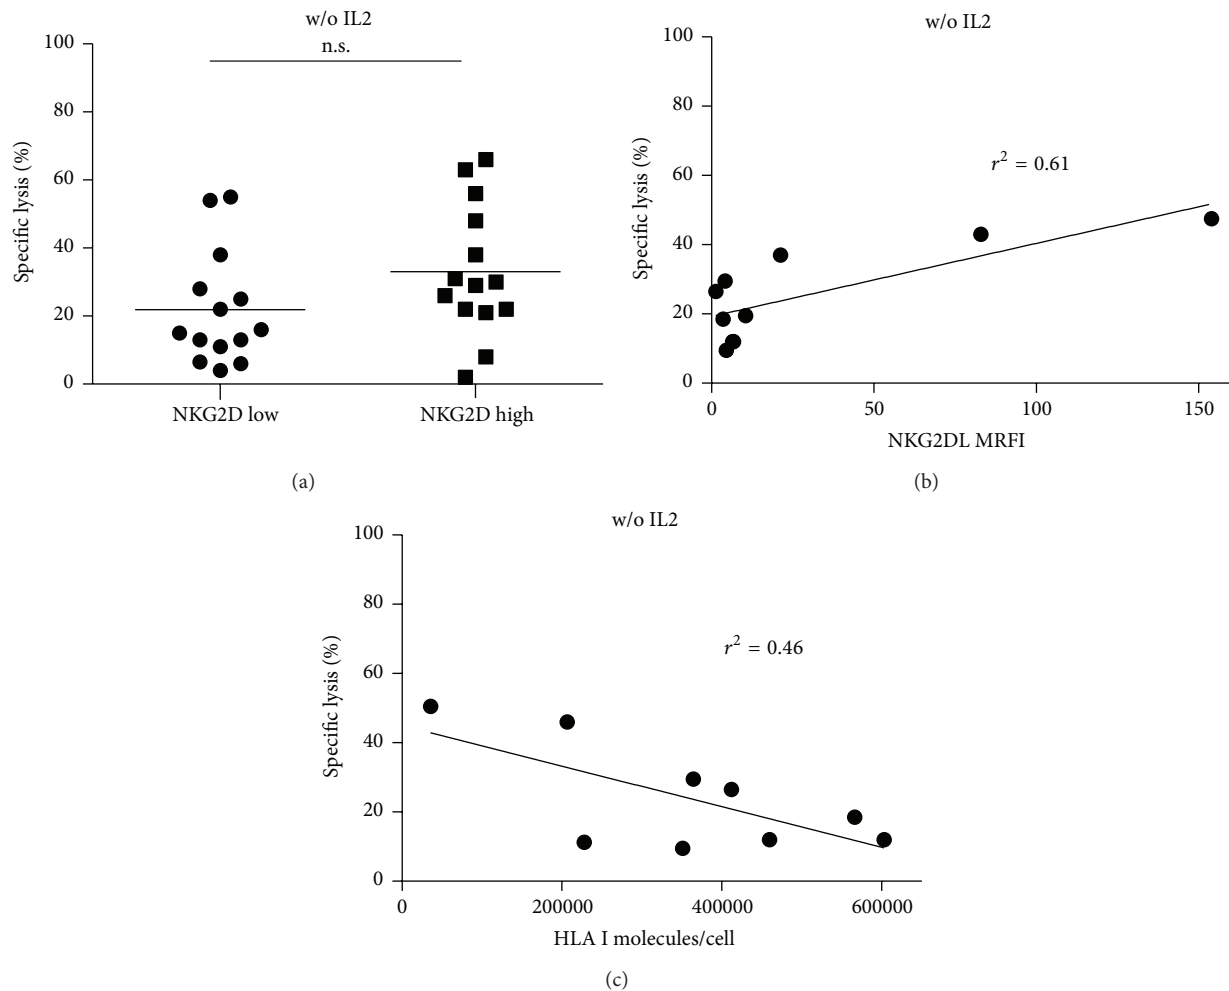 w/o IL2
n.s.
100
80
60
40
20
0
Specific lysis (%)
NKG2D low
NKG2D high
(a)
w/o IL2
100
80
60
40
20
0
Specific lysis (%)
r² = 0.61
0
50
100
150
NKG2DL MRFI
(b)
w/o IL2
100
80
60
40
20
0
Specific lysis (%)
r² = 0.46
0
200000
400000
600000
HLA I molecules/cell
(c)